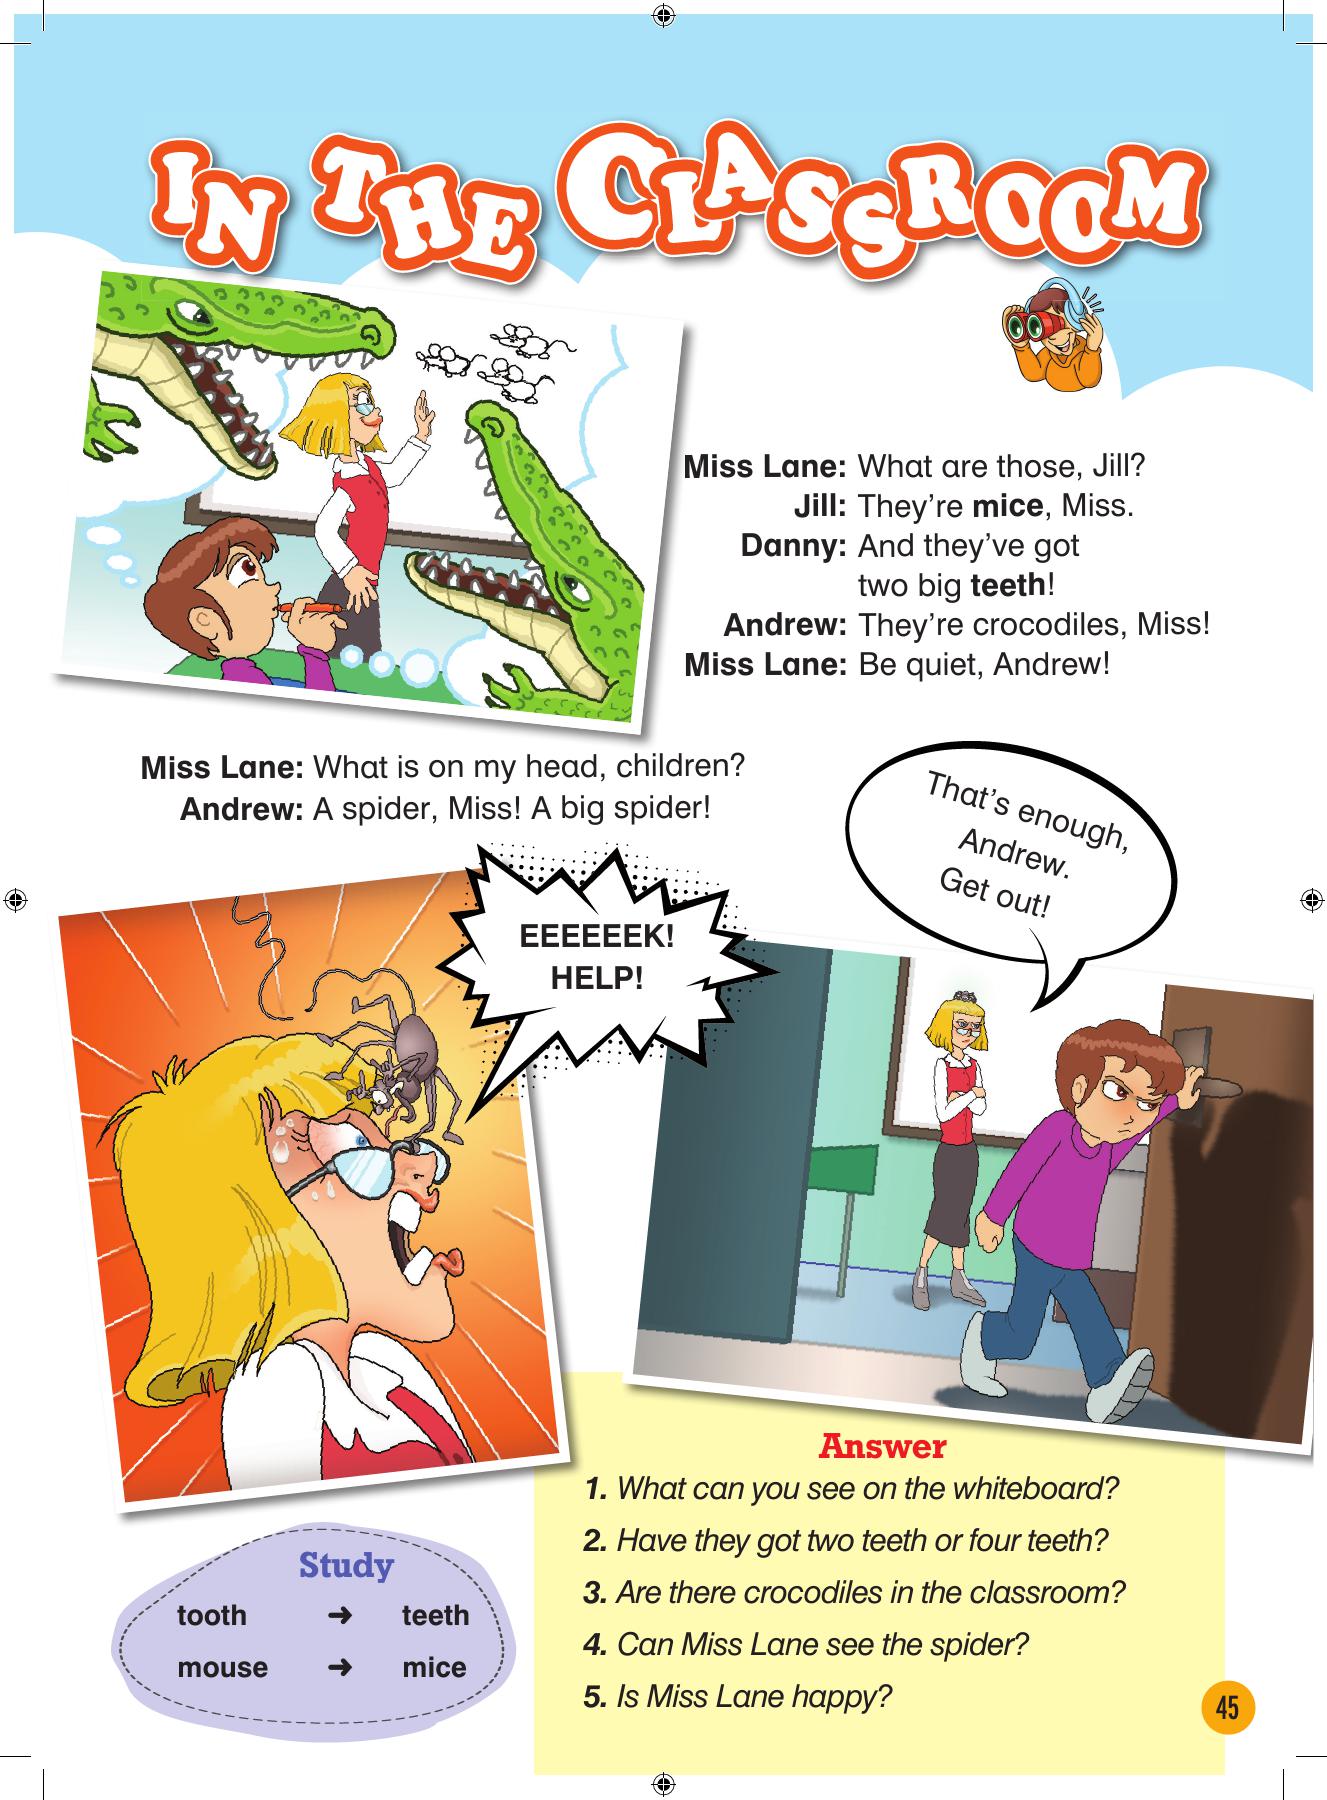 IN THE CLASSROOM
Miss Lane: What are those, Jill?
Jill: They're mice, Miss.
Danny: And they've got
two big teeth!
Andrew: They're crocodiles, Miss!
Miss Lane: Be quiet, Andrew!
Miss Lane: What is on my head, children?
Andrew: A spider, Miss! A big spider!
That's enough,
Andrew.
Get out!
EEEEEEK!
HELP!
Answer
1. What can you see on the whiteboard?
2. Have they got two teeth or four teeth?
3. Are there crocodiles in the classroom?
4. Can Miss Lane see the spider?
5. Is Miss Lane happy?
Study
tooth ➜ teeth
mouse ➜ mice
45